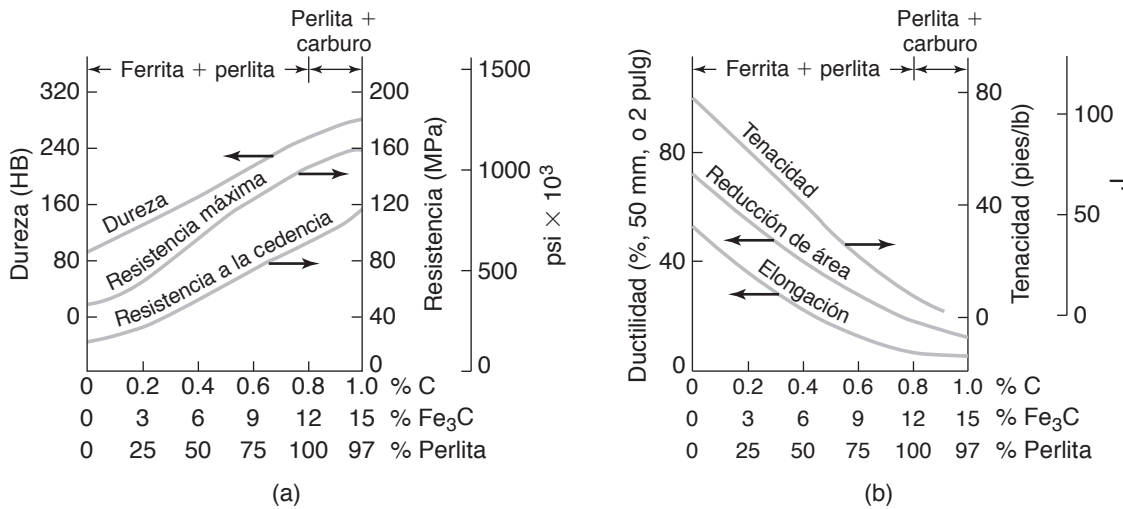 Perlita +
carburo
Ferrita + perlita
Dureza (HB)
320
240
160
80
0
Dureza
Resistencia máxima
Resistencia a la cedencia
200
160
120
80
40
0
Resistencia (MPa)
1500
1000
500
0
psi × 10³
0 0.2 0.4 0.6 0.8 1.0 % C
0 3 6 9 12 15 % Fe₃C
0 25 50 75 100 97 % Perlita
(a)
Perlita +
carburo
Ferrita + perlita
Ductilidad (%, 50 mm, o 2 pulg)
80
40
0
Tenacidad
Reducción de área
Elongación
80
40
0
Tenacidad (pies/lb)
100
50
0
J
0 0.2 0.4 0.6 0.8 1.0 % C
0 3 6 9 12 15 % Fe₃C
0 25 50 75 100 97 % Perlita
(b)